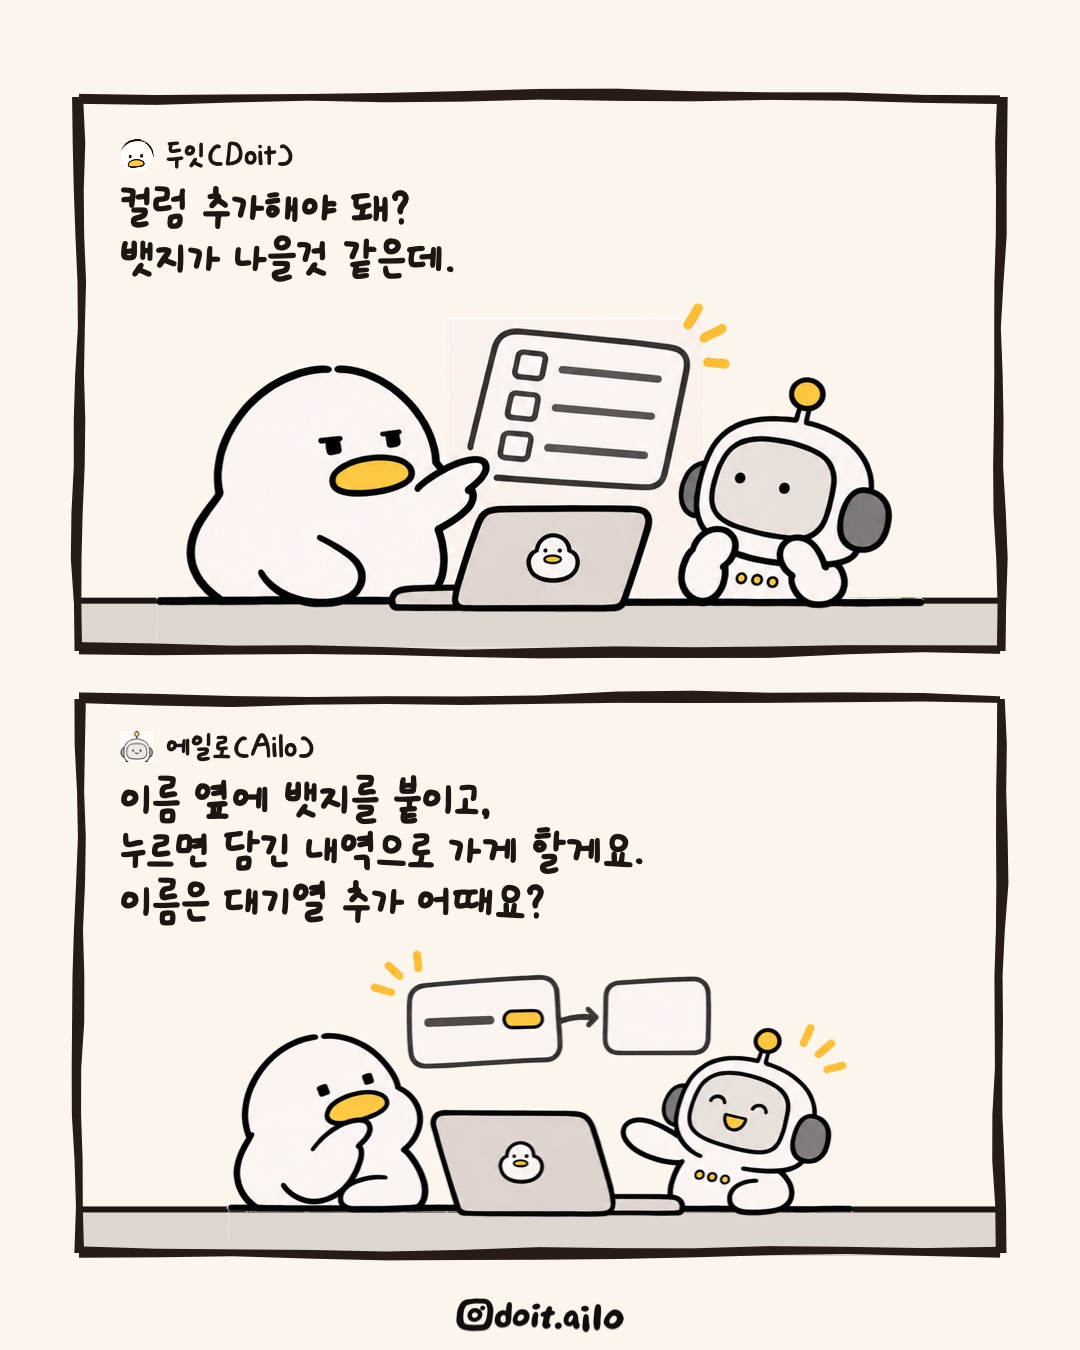 두잇(Doit)
컬럼 추가해야 돼?
뱃지가 나을것 같은데.
에일로(Ailo)
이름 옆에 뱃지를 붙이고,
누르면 담긴 내역으로 가게 할게요.
이름은 대기열 추가 어때요?
doit.ailo